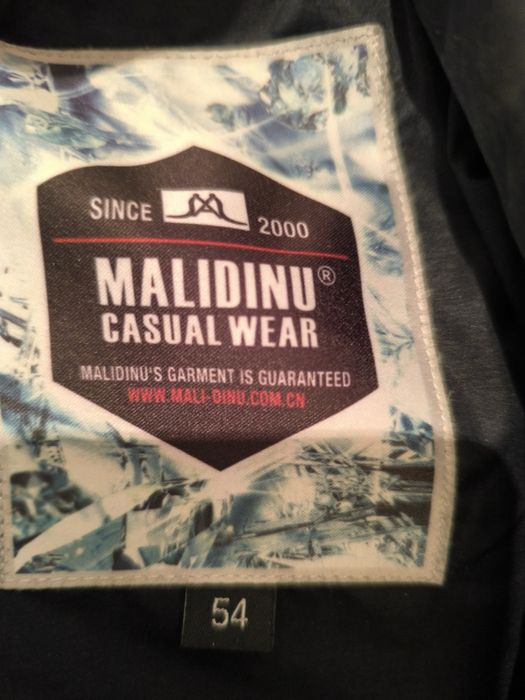 SINCE 2000
MALIDINU®
CASUAL WEAR
MALIDINU'S GARMENT IS GUARANTEED
WWW.MALI-DINU.COM.CN
54